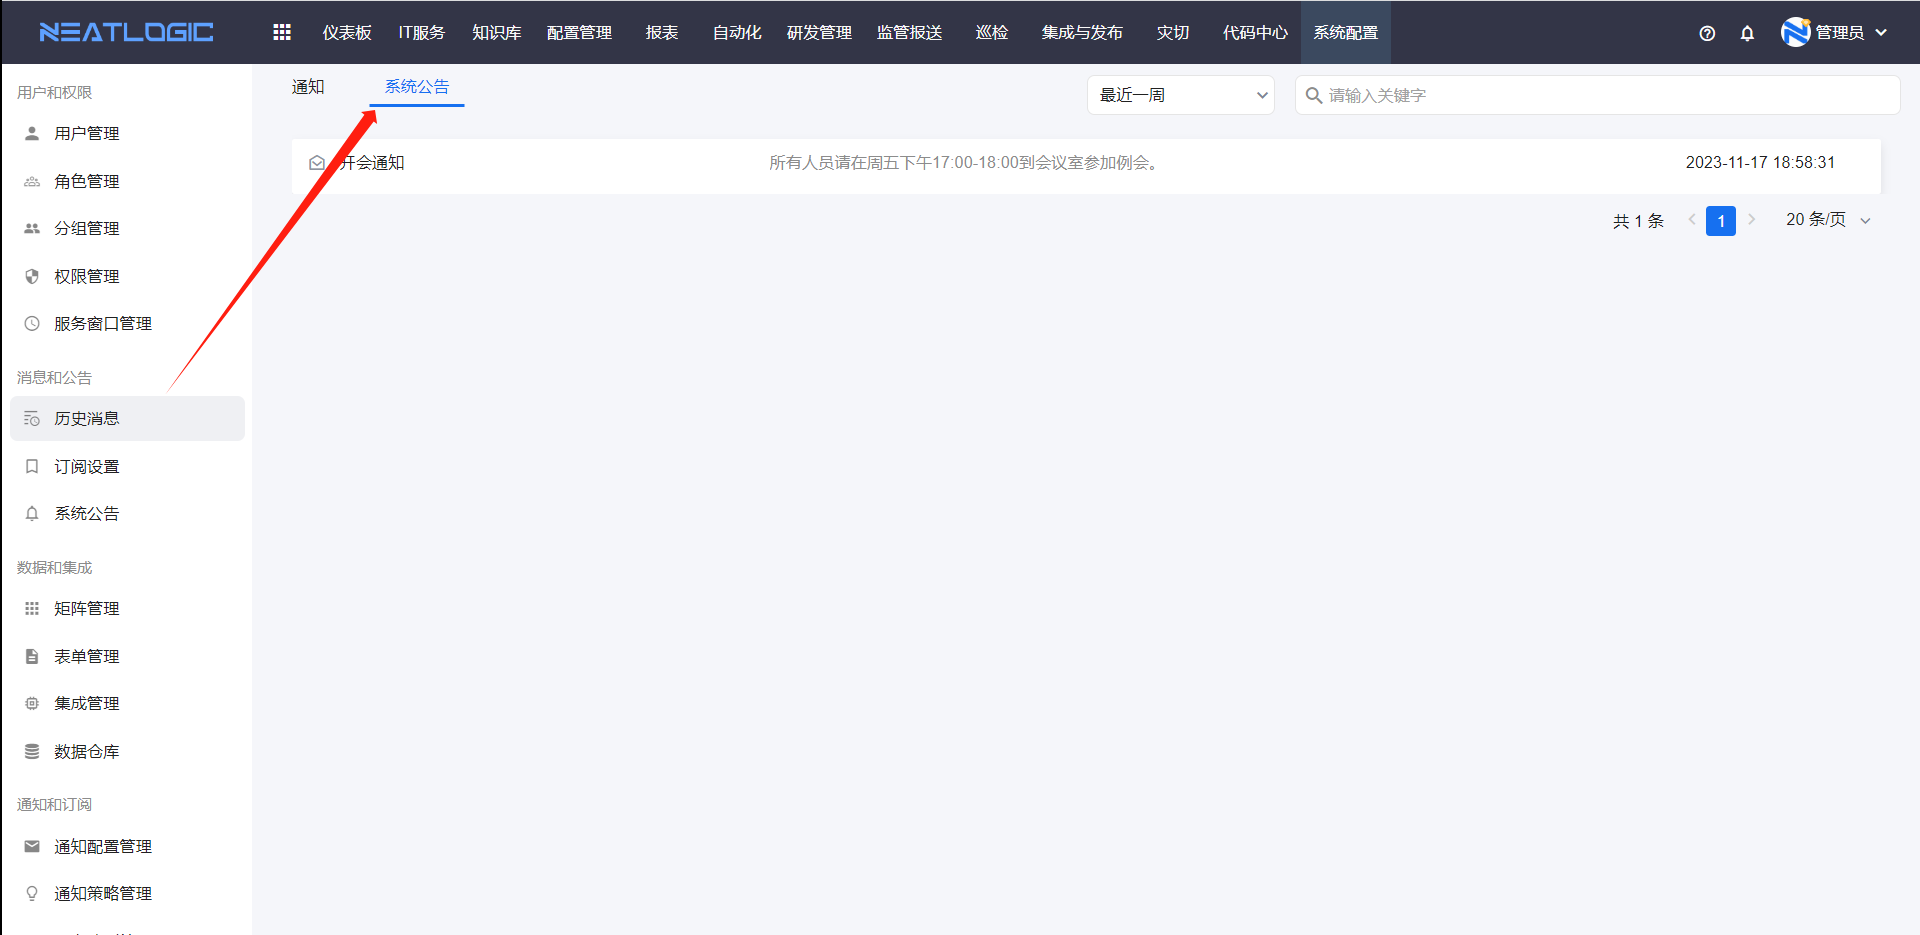 NEATLOGIC
仪表板 IT服务 知识库 配置管理 报表 自动化 研发管理 监管报送 巡检 集成与发布 灾切 代码中心 系统配置
管理员
用户和权限
用户管理
角色管理
分组管理
权限管理
服务窗口管理
消息和公告
历史消息
订阅设置
系统公告
数据和集成
矩阵管理
表单管理
集成管理
数据仓库
通知和订阅
通知配置管理
通知策略管理
通知 系统公告
最近一周
请输入关键字
开会通知 所有人员请在周五下午17:00-18:00到会议室参加例会。 2023-11-17 18:58:31
共 1 条 1 20 条/页